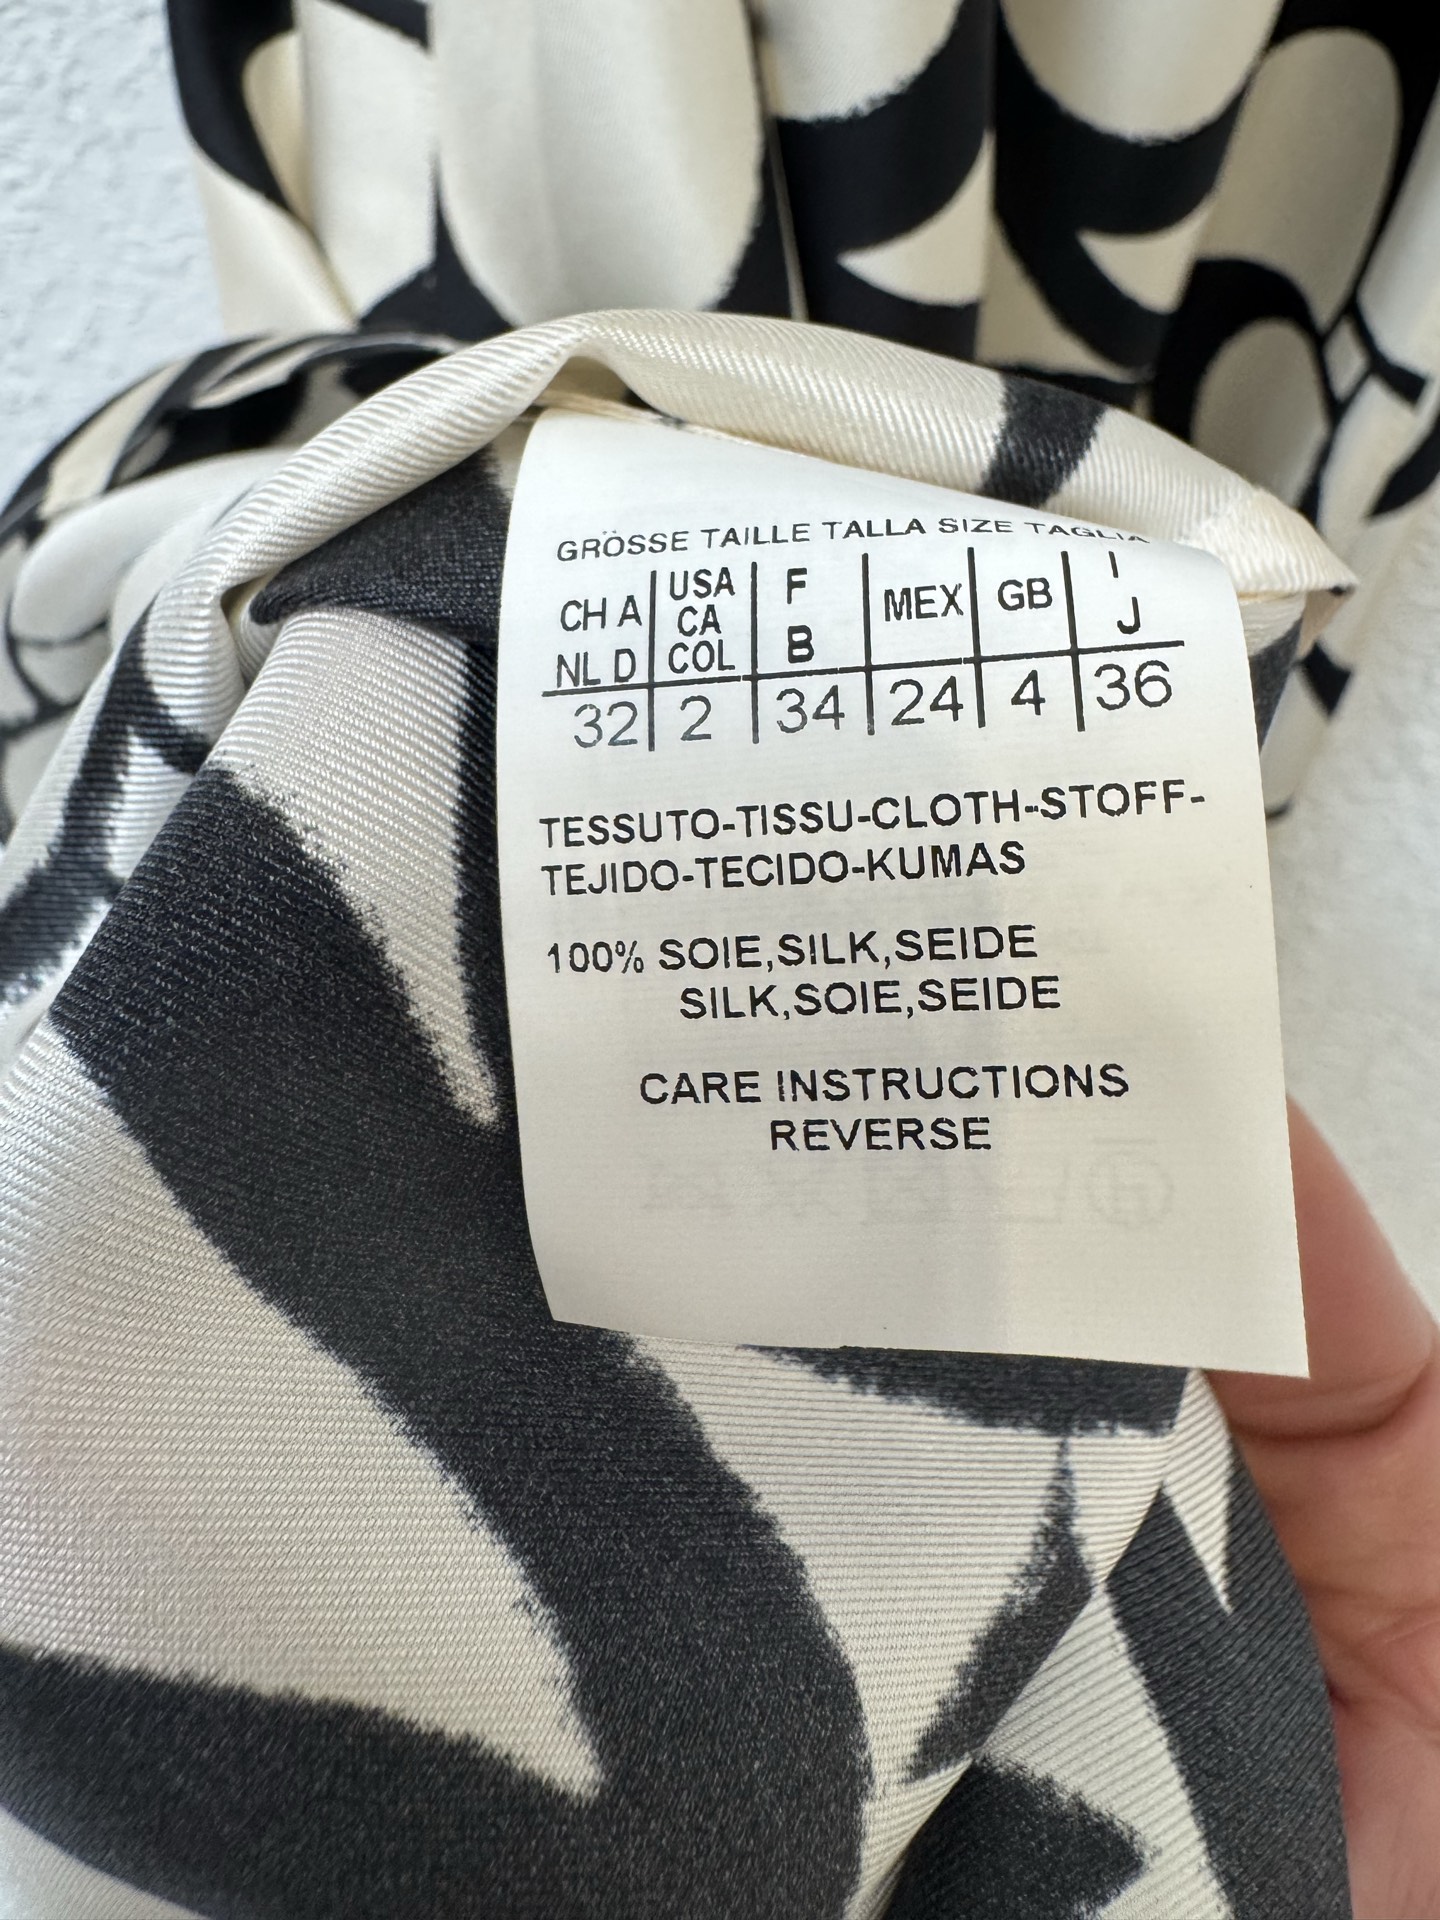 GRÖSSE TAILLE TALLA SIZE TAGLIA
CH A USA F MEX GB I
NL D CA B J
COL
32 2 34 24 4 36
TESSUTO-TISSU-CLOTH-STOFF-
TEJIDO-TECIDO-KUMAS
100% SOIE,SILK,SEIDE
SILK,SOIE,SEIDE
CARE INSTRUCTIONS
REVERSE